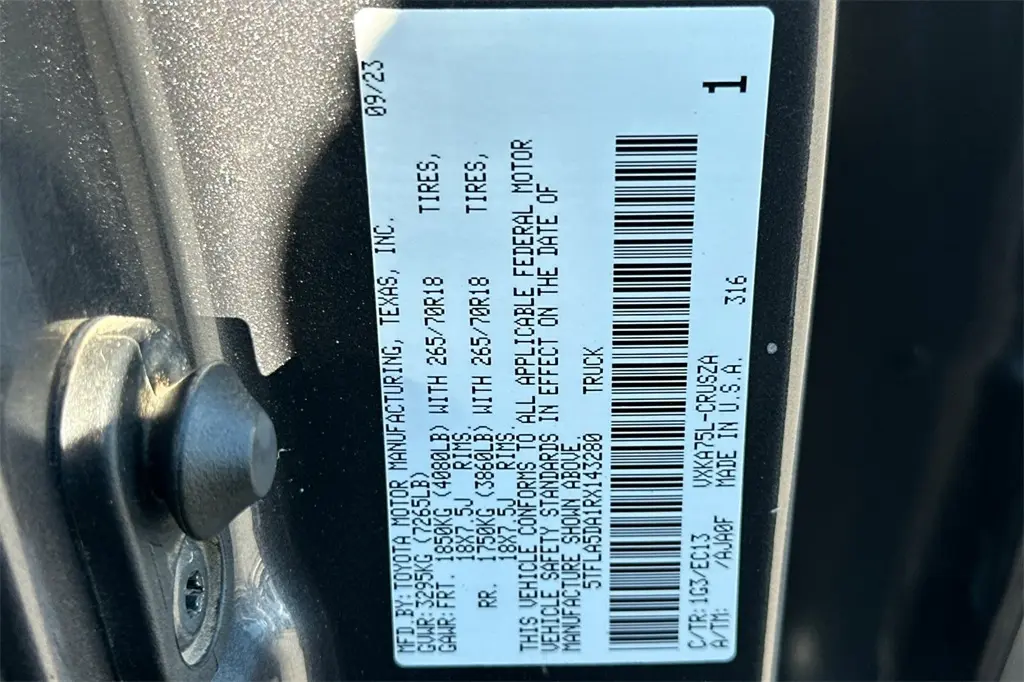 MFD.BY:TOYOTA MOTOR MANUFACTURING, TEXAS, INC. 09/23
GVWR:3295KG (7265LB)
GAWR:FRT. 1850KG (4080LB) WITH 265/70R18 TIRES,
18X7.5J RIMS.
RR. 1750KG (3860LB) WITH 265/70R18 TIRES,
18X7.5J RIMS.
THIS VEHICLE CONFORMS TO ALL APPLICABLE FEDERAL MOTOR
VEHICLE SAFETY STANDARDS IN EFFECT ON THE DATE OF
MANUFACTURE SHOWN ABOVE.
5TFLA5DA1RX143280 TRUCK
C/TR:1G3/EC13 VXKA75L-CRUSZA
A/TM: /AJA0F MADE IN U.S.A. 316
1